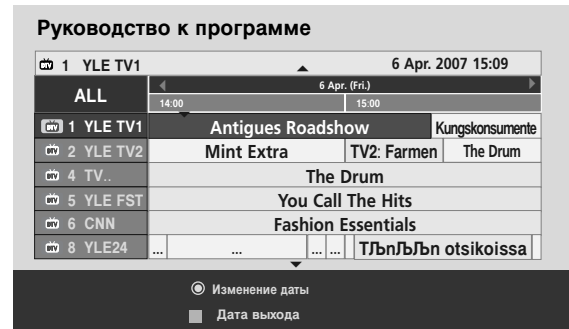 Руководство к программе
1 YLE TV1 6 Apr. 2007 15:09
ALL 6 Apr. (Fri.)
14:00 15:00
1 YLE TV1 Antigues Roadshow Kungskonsumente
2 YLE TV2 Mint Extra TV2: Farmen The Drum
4 TV.. The Drum
5 YLE FST You Call The Hits
6 CNN Fashion Essentials
8 YLE24 ... ... ... ... TЉnЉЉn otsikoissa
Изменение даты
Дата выхода